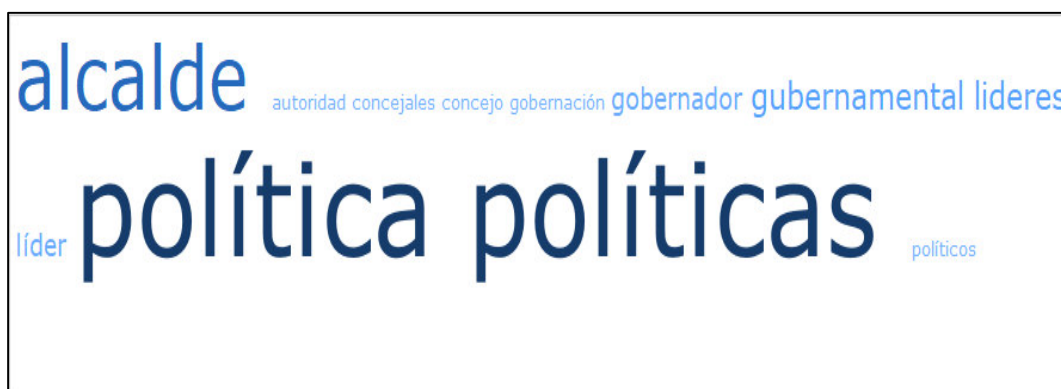 alcalde autoridad concejales concejo gobernación gobernador gubernamental lideres
líder política políticas políticos